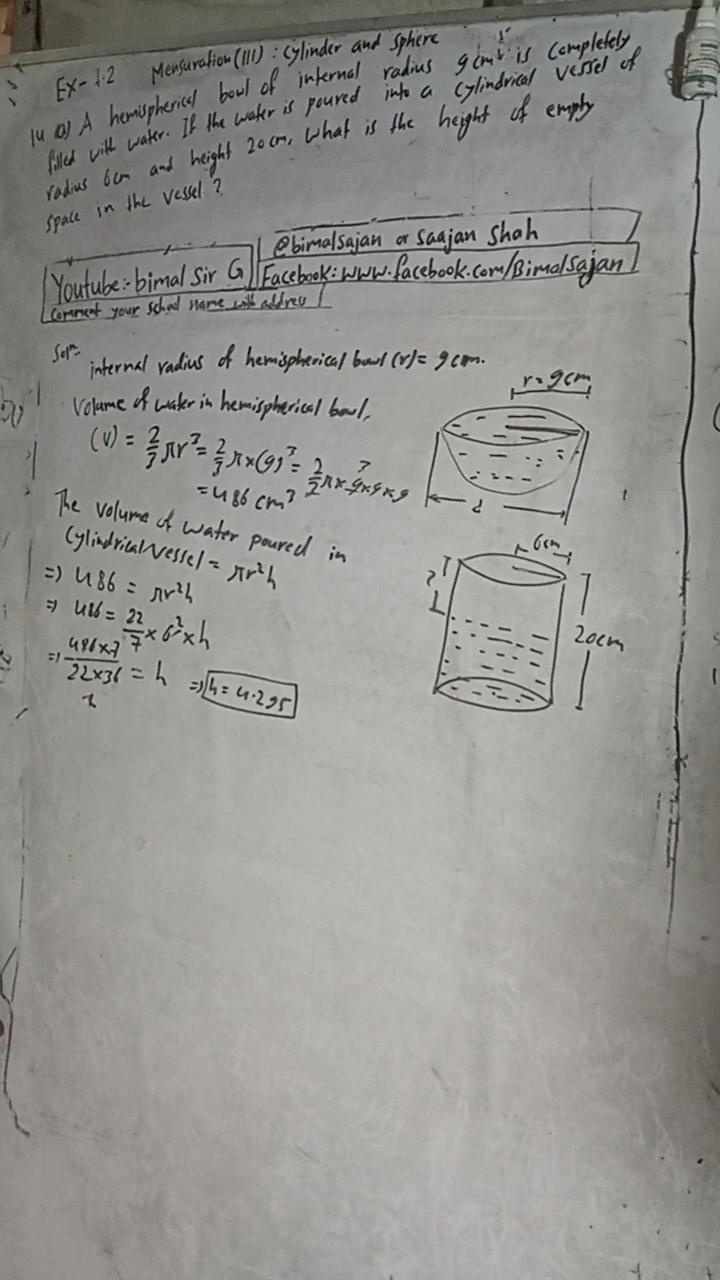 Ex-7.2 Mensuration (III) : Cylinder and sphere
14 a) A hemispherical bowl of internal radius 9cm is completely
filled with water. If the water is poured into a cylindrical vessel of
radius 6cm and height 20cm, what is the height of empty
space in the vessel ?
@bimalsajan or Saajan Shah
Youtube:- bimal Sir G
Facebook: www.facebook.com/Bimalsajan
Comment your school name with address
Soln.
internal radius of hemispherical bowl (r) = 9cm.
r = 9cm
Volume of water in hemispherical bowl,
(V) = 2/3 πr³ = 2/3 π×(9)³ = 2/3 π× 9×9×9
= 486 cm³
d
The volume of water poured in
Cylindrical vessel = πr²h
6cm
=> 486 = πr²h
?
=> 486 = 22/7 × 6² × h
20cm
=> 486×7/22×36 = h => h = 4.295